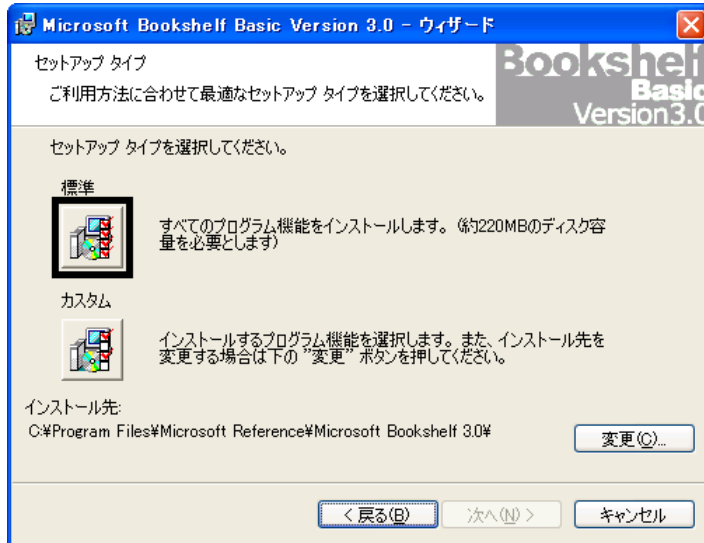 Microsoft Bookshelf Basic Version 3.0 - ウィザード
セットアップ タイプ
ご利用方法に合わせて最適なセットアップ タイプを選択してください。
Bookshelf
Basic
Version3.0
セットアップ タイプを選択してください。
標準
すべてのプログラム機能をインストールします。（約220MBのディスク容
量を必要とします）
カスタム
インストールするプログラム機能を選択します。また、インストール先を
変更する場合は下の ”変更” ボタンを押してください。
インストール先:
C:¥Program Files¥Microsoft Reference¥Microsoft Bookshelf 3.0¥
変更(C)...
< 戻る(B)
次へ(N) >
キャンセル